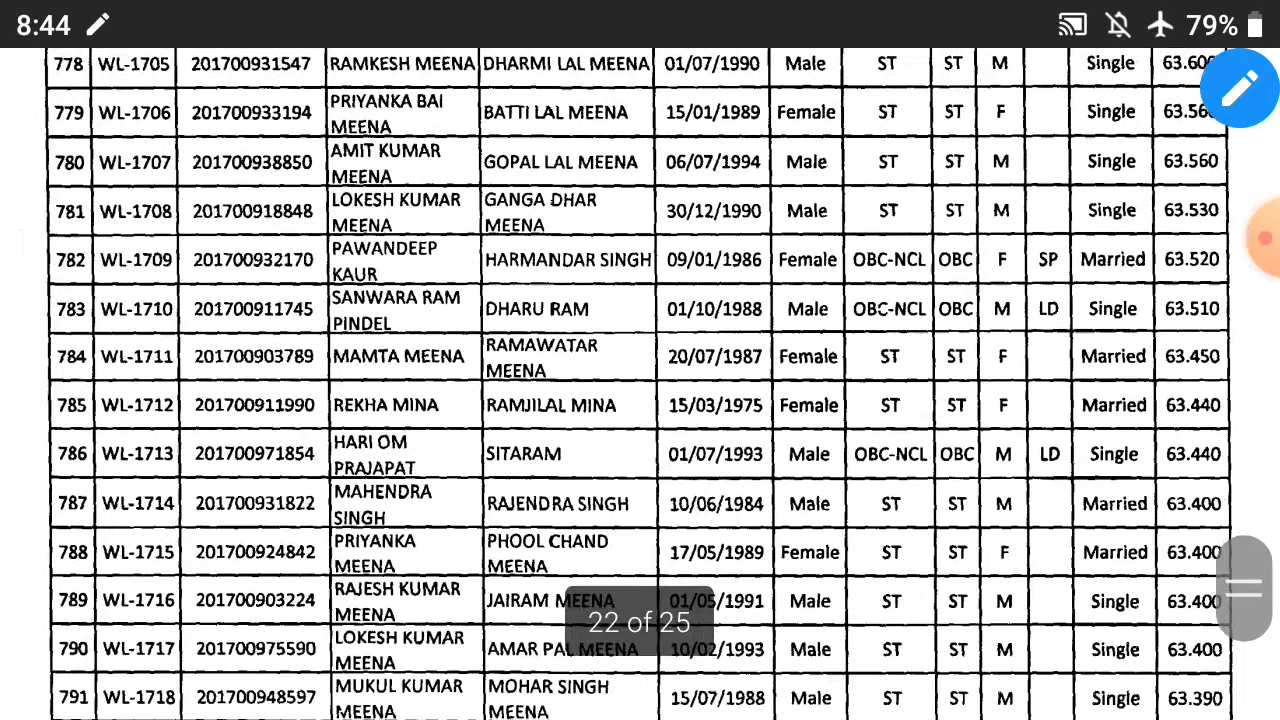 8:44 79%
778 WL-1705 201700931547 RAMKESH MEENA DHARMI LAL MEENA 01/07/1990 Male ST ST M Single 63.600
779 WL-1706 201700933194 PRIYANKA BAI MEENA BATTI LAL MEENA 15/01/1989 Female ST ST F Single 63.560
780 WL-1707 201700938850 AMIT KUMAR MEENA GOPAL LAL MEENA 06/07/1994 Male ST ST M Single 63.560
781 WL-1708 201700918848 LOKESH KUMAR MEENA GANGA DHAR MEENA 30/12/1990 Male ST ST M Single 63.530
782 WL-1709 201700932170 PAWANDEEP KAUR HARMANDAR SINGH 09/01/1986 Female OBC-NCL OBC F SP Married 63.520
783 WL-1710 201700911745 SANWARA RAM PINDEL DHARU RAM 01/10/1988 Male OBC-NCL OBC M LD Single 63.510
784 WL-1711 201700903789 MAMTA MEENA RAMAWATAR MEENA 20/07/1987 Female ST ST F Married 63.450
785 WL-1712 201700911990 REKHA MINA RAMJILAL MINA 15/03/1975 Female ST ST F Married 63.440
786 WL-1713 201700971854 HARI OM PRAJAPAT SITARAM 01/07/1993 Male OBC-NCL OBC M LD Single 63.440
787 WL-1714 201700931822 MAHENDRA SINGH RAJENDRA SINGH 10/06/1984 Male ST ST M Married 63.400
788 WL-1715 201700924842 PRIYANKA MEENA PHOOL CHAND MEENA 17/05/1989 Female ST ST F Married 63.400
789 WL-1716 201700903224 RAJESH KUMAR MEENA JAIRAM MEENA 01/05/1991 Male ST ST M Single 63.400
22 of 25
790 WL-1717 201700975590 LOKESH KUMAR MEENA AMAR PAL MEENA 10/02/1993 Male ST ST M Single 63.400
791 WL-1718 201700948597 MUKUL KUMAR MEENA MOHAR SINGH MEENA 15/07/1988 Male ST ST M Single 63.390